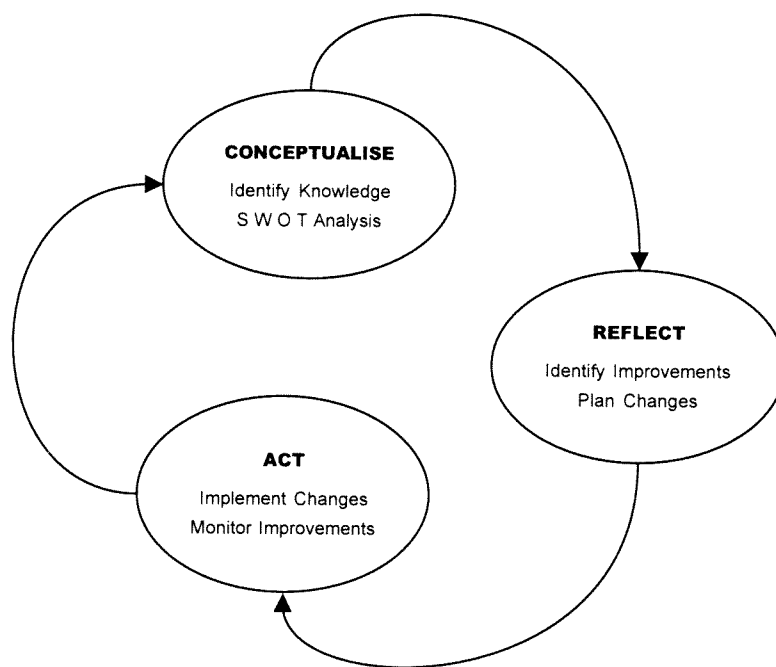 CONCEPTUALISE
Identify Knowledge
S W O T Analysis
REFLECT
Identify Improvements
Plan Changes
ACT
Implement Changes
Monitor Improvements